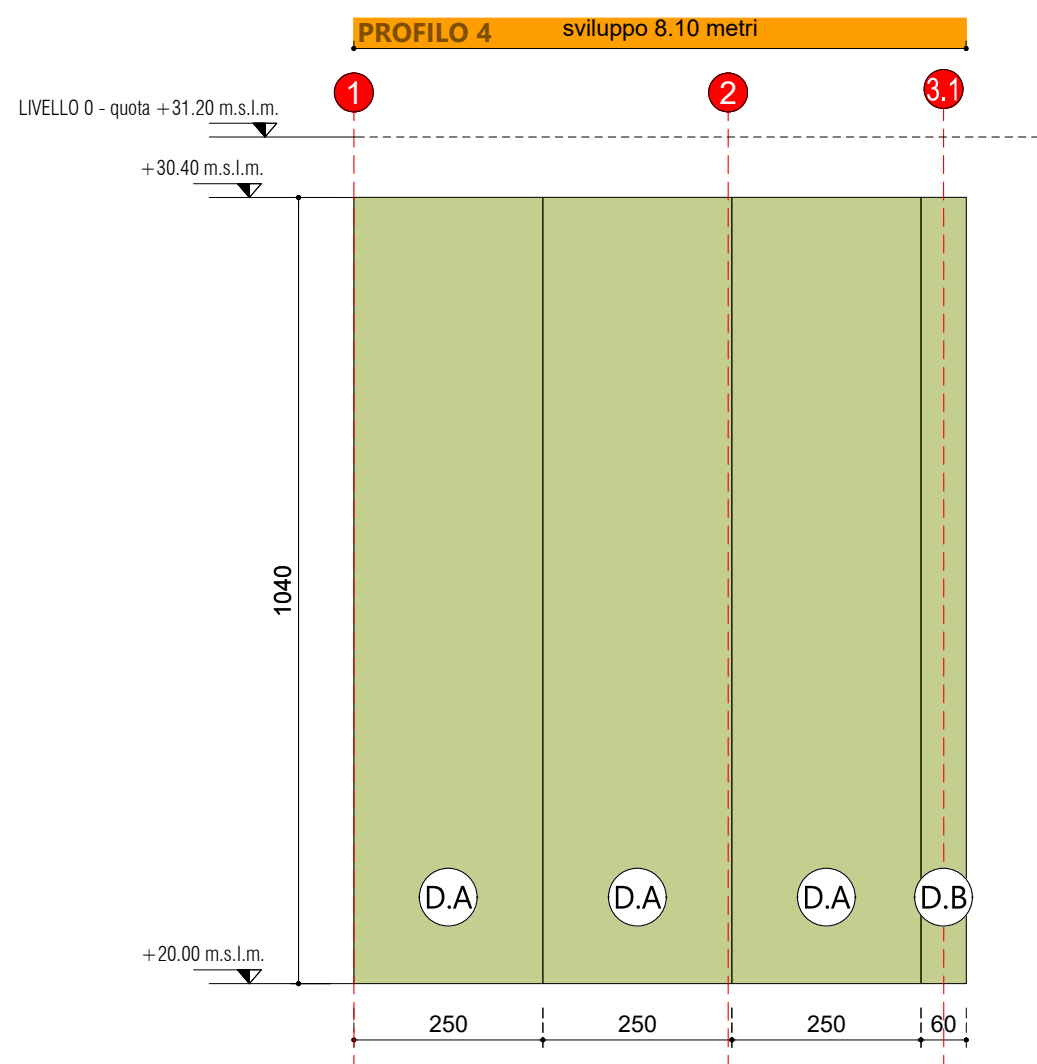 PROFILO 4 sviluppo 8.10 metri
1 2 3.1
LIVELLO 0 - quota +31.20 m.s.l.m.
+30.40 m.s.l.m.
1040
D.A D.A D.A D.B
+20.00 m.s.l.m.
250 250 250 60